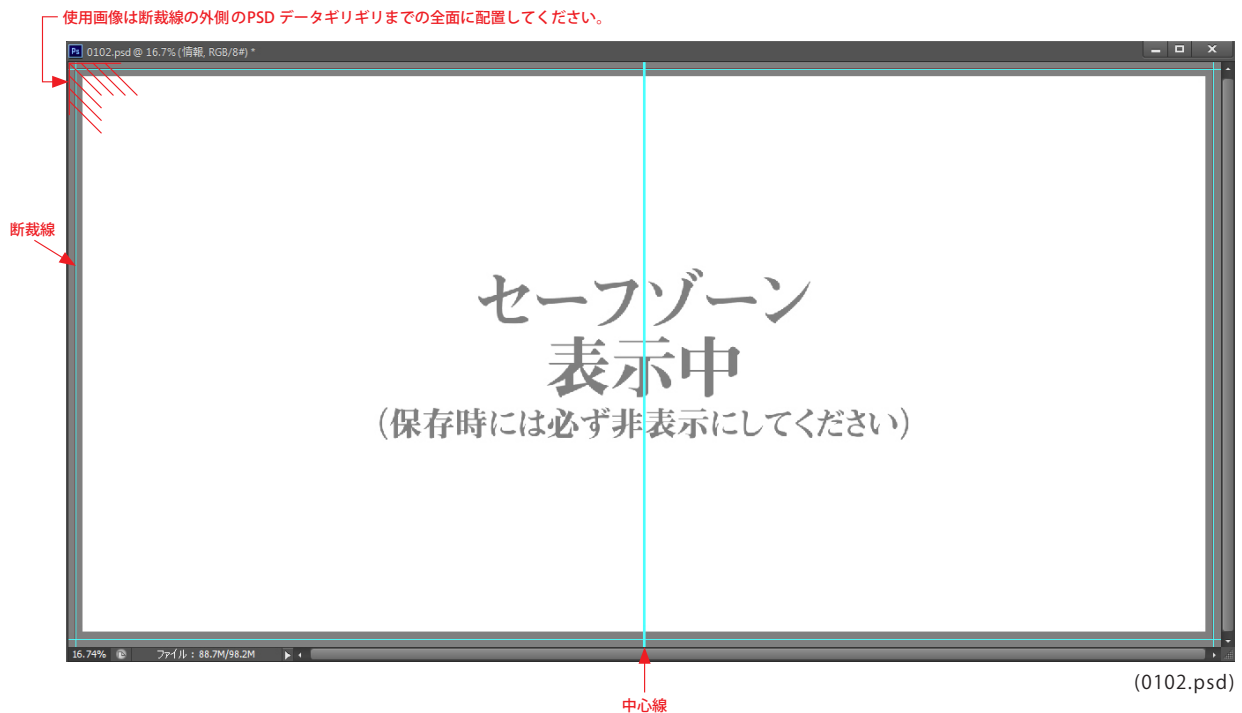 使用画像は断裁線の外側のPSD データギリギリまでの全面に配置してください。
Ps 0102.psd @ 16.7% (情報, RGB/8#) *
断裁線
セーフゾーン
表示中
(保存時には必ず非表示にしてください)
16.74% ファイル : 88.7M/98.2M
(0102.psd)
中心線